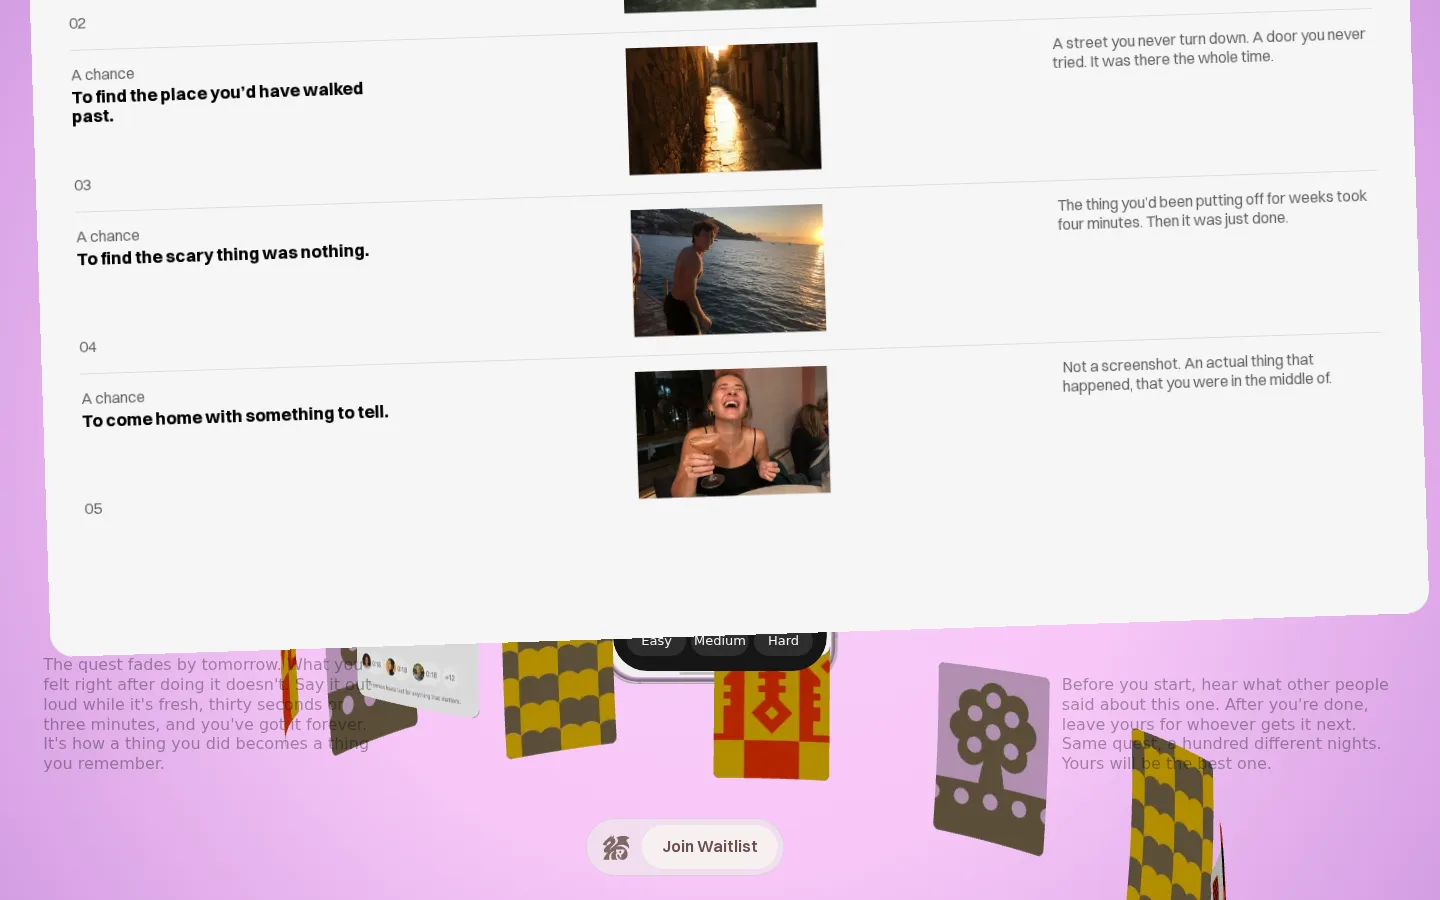 02
A chance
To find the place you’d have walked
past.
A street you never turn down. A door you never
tried. It was there the whole time.
03
A chance
To find the scary thing was nothing.
The thing you’d been putting off for weeks took
four minutes. Then it was just done.
04
A chance
To come home with something to tell.
Not a screenshot. An actual thing that
happened, that you were in the middle of.
05
Easy Medium Hard
The quest fades by tomorrow. What you
felt right after doing it doesn't. Say it out
loud while it's fresh, thirty seconds or
three minutes, and you've got it forever.
It's how a thing you did becomes a thing
you remember.
0:18
0:18
+12
Before you start, hear what other people
said about this one. After you're done,
leave yours for whoever gets it next.
Same quest, a hundred different nights.
Yours will be the best one.
Join Waitlist